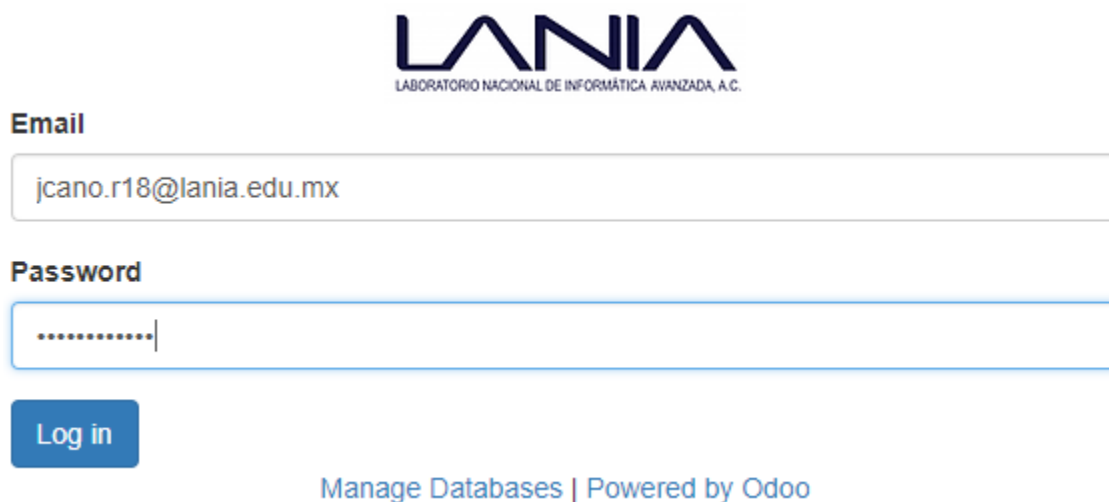 LANIA
LABORATORIO NACIONAL DE INFORMÁTICA AVANZADA, A.C.
Email
jcano.r18@lania.edu.mx
Password
••••••••••••
Log in
Manage Databases | Powered by Odoo